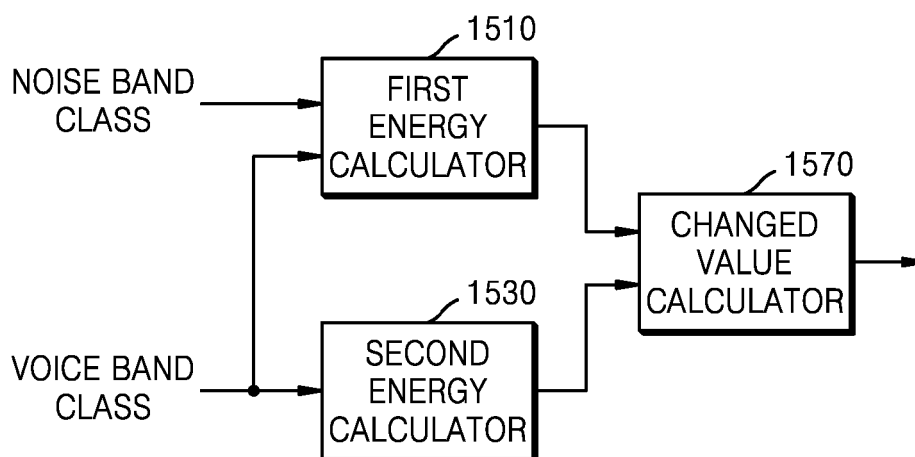 1510
NOISE BAND
CLASS
FIRST
ENERGY
CALCULATOR
1570
CHANGED
VALUE
CALCULATOR
1530
VOICE BAND
CLASS
SECOND
ENERGY
CALCULATOR